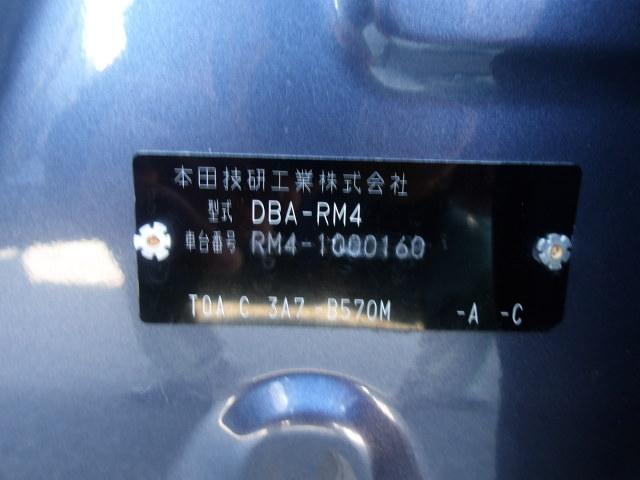 本田技研工業株式会社
型式 DBA-RM4
車台番号 RM4-1000160
TOA C 3A7 -B570M -A -C